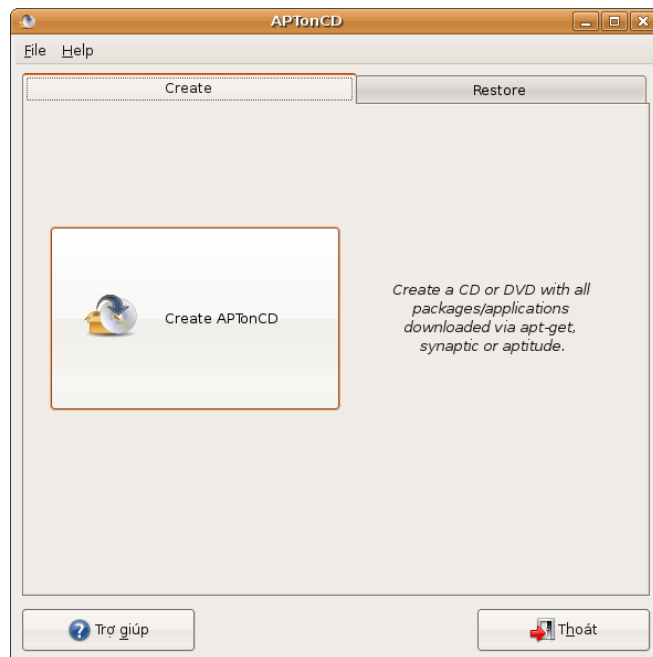 APTonCD
File Help
Create
Restore
Create APTonCD
Create a CD or DVD with all
packages/applications
downloaded via apt-get,
synaptic or aptitude.
Trợ giúp
Thoát